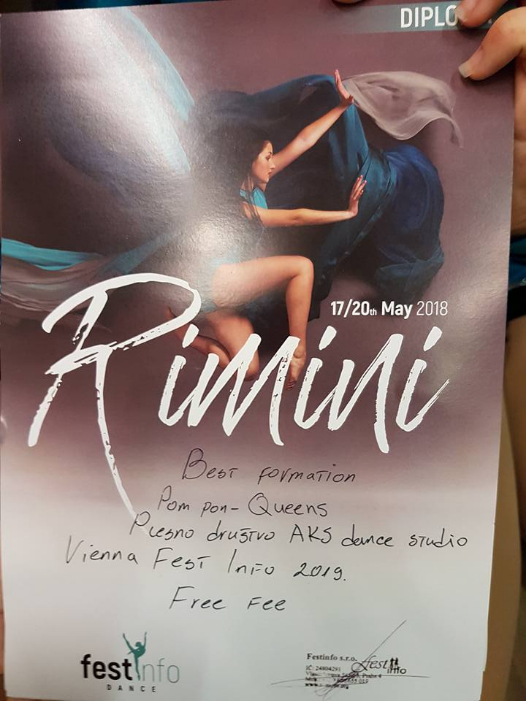 DIPLO
17/20th May 2018
Rimini
Best formation
Pom pon- Queens
Plesno društvo AKS dance studio
Vienna Fest Info 2019.
Free Fee
festinfo
DANCE
Festinfo s.r.o.
festinfo